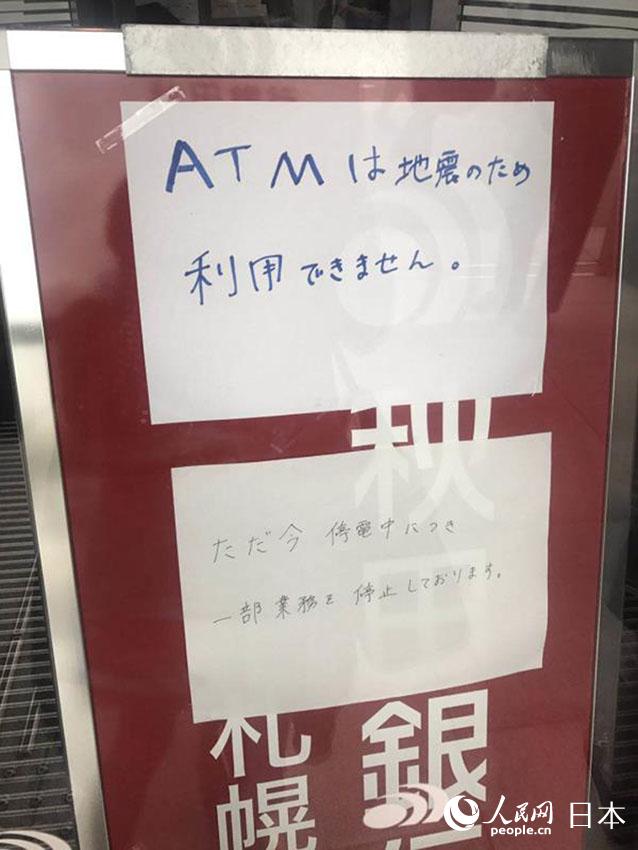 ATMは地震のため
利用できません。
秋
ただ今 停電中につき
一部業務を停止しております。
札幌
銀
人民网 日本
people.cn